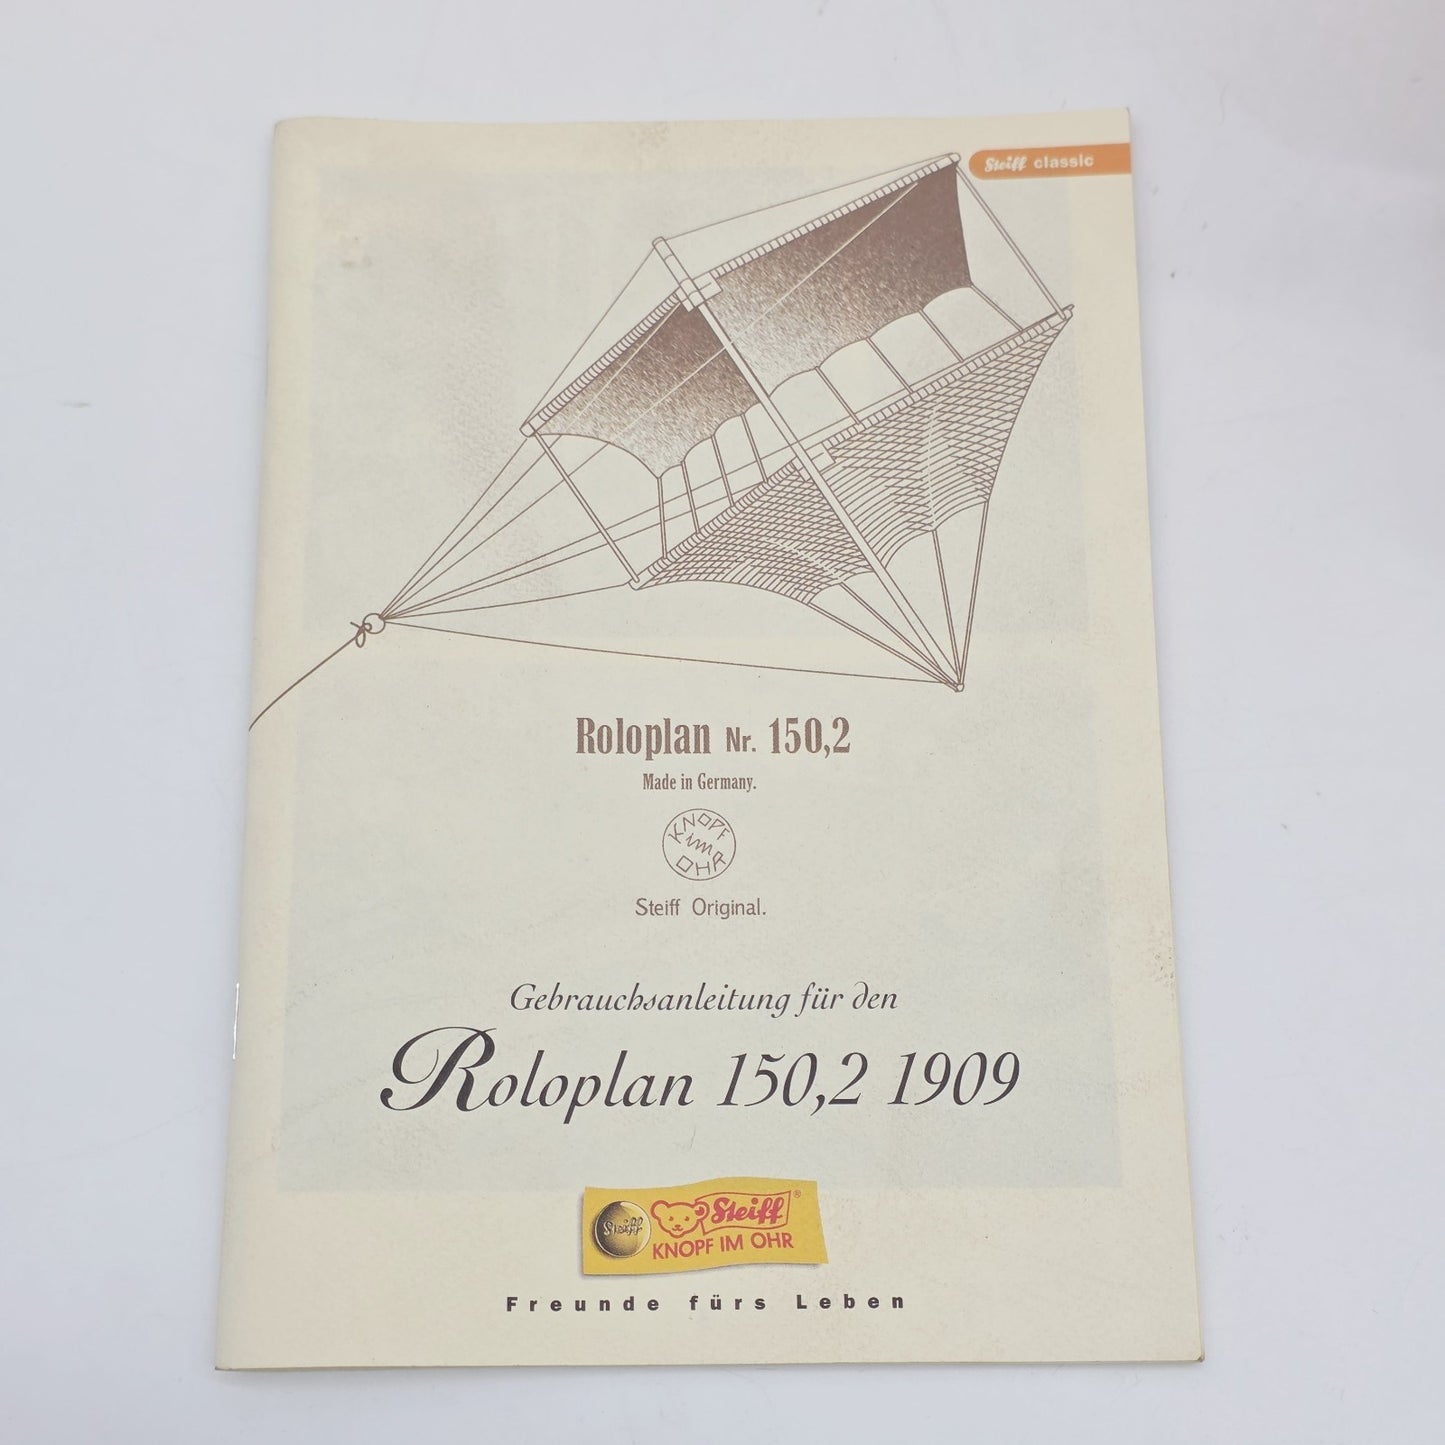 Steiff classic
Roloplan Nr. 150,2
Made in Germany.
KNOPF
im
OHR
Steiff Original.
Gebrauchsanleitung für den
Roloplan 150,2 1909
Steiff
Steiff®
KNOPF IM OHR
Freunde fürs Leben